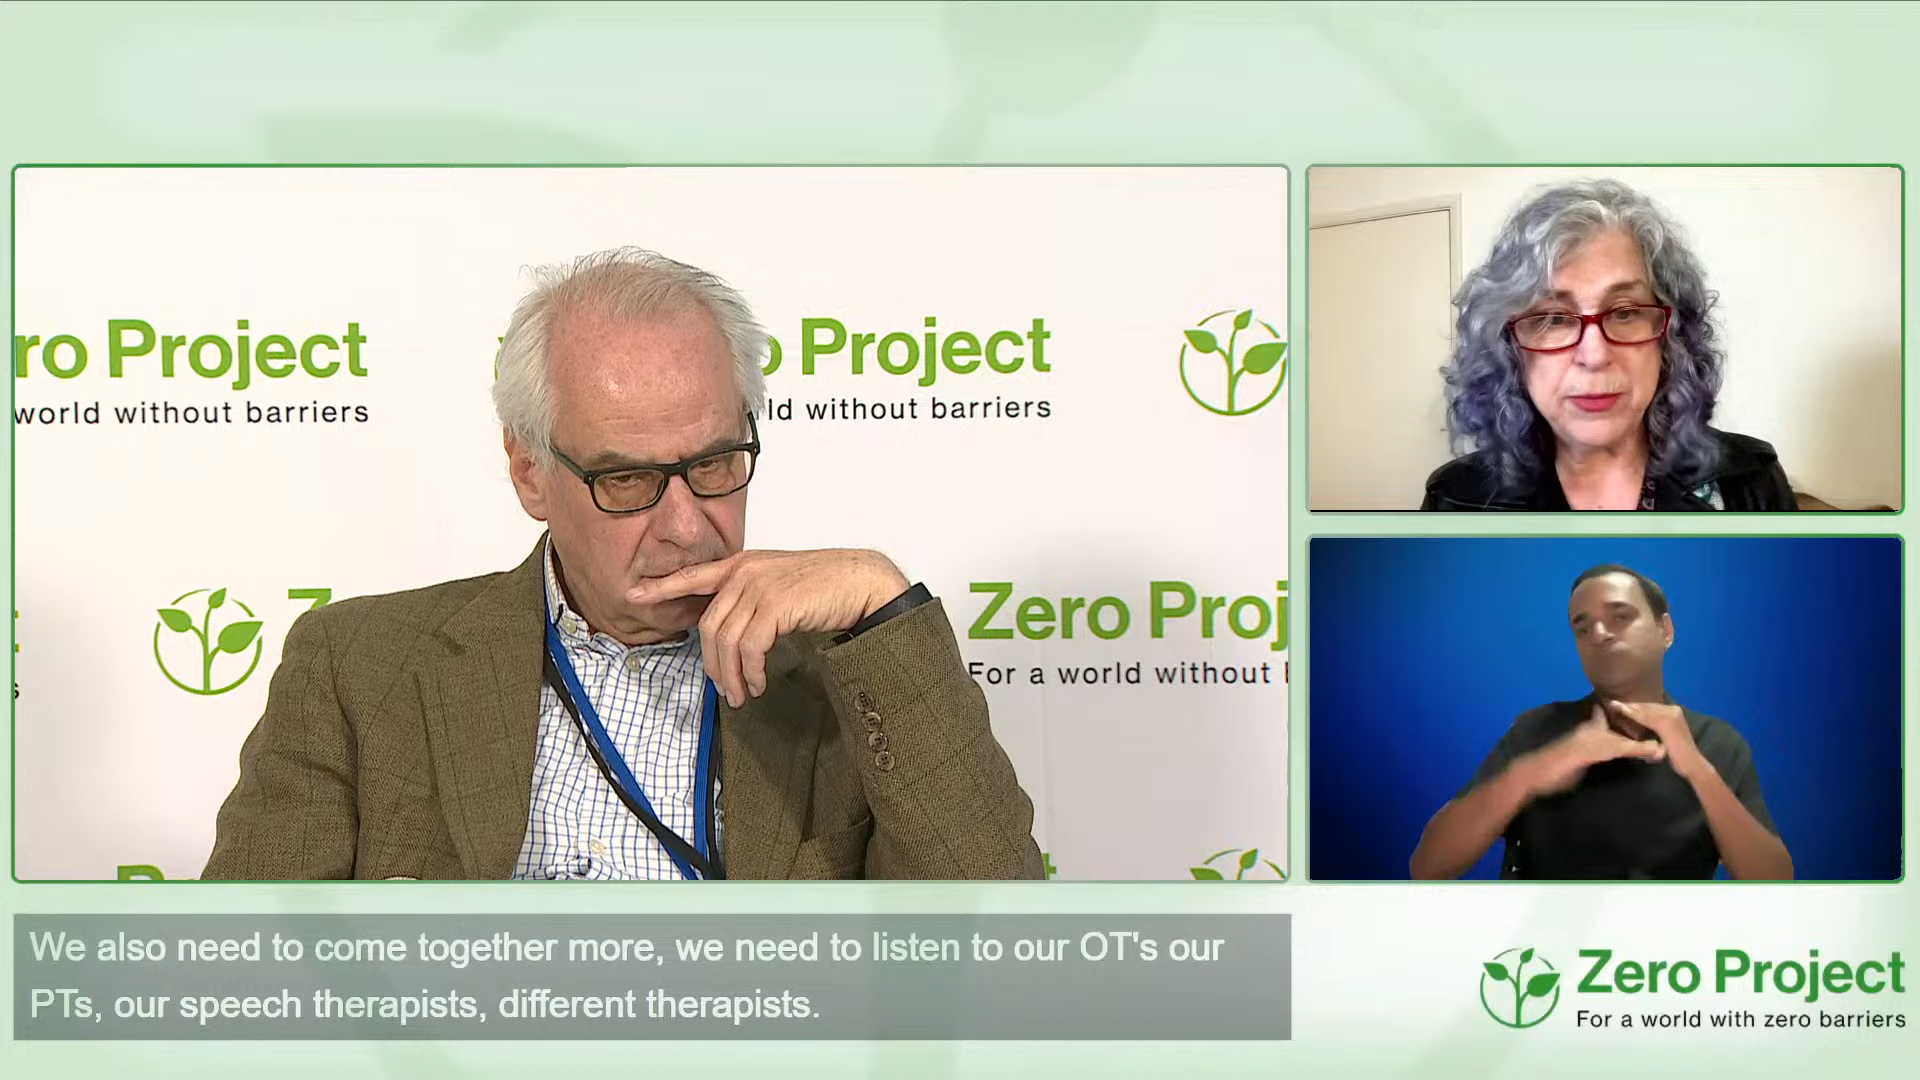 ro Project
world without barriers
Project
ld without barriers
Zero Proj
For a world without
We also need to come together more, we need to listen to our OT's our
PTs, our speech therapists, different therapists.
Zero Project
For a world with zero barriers